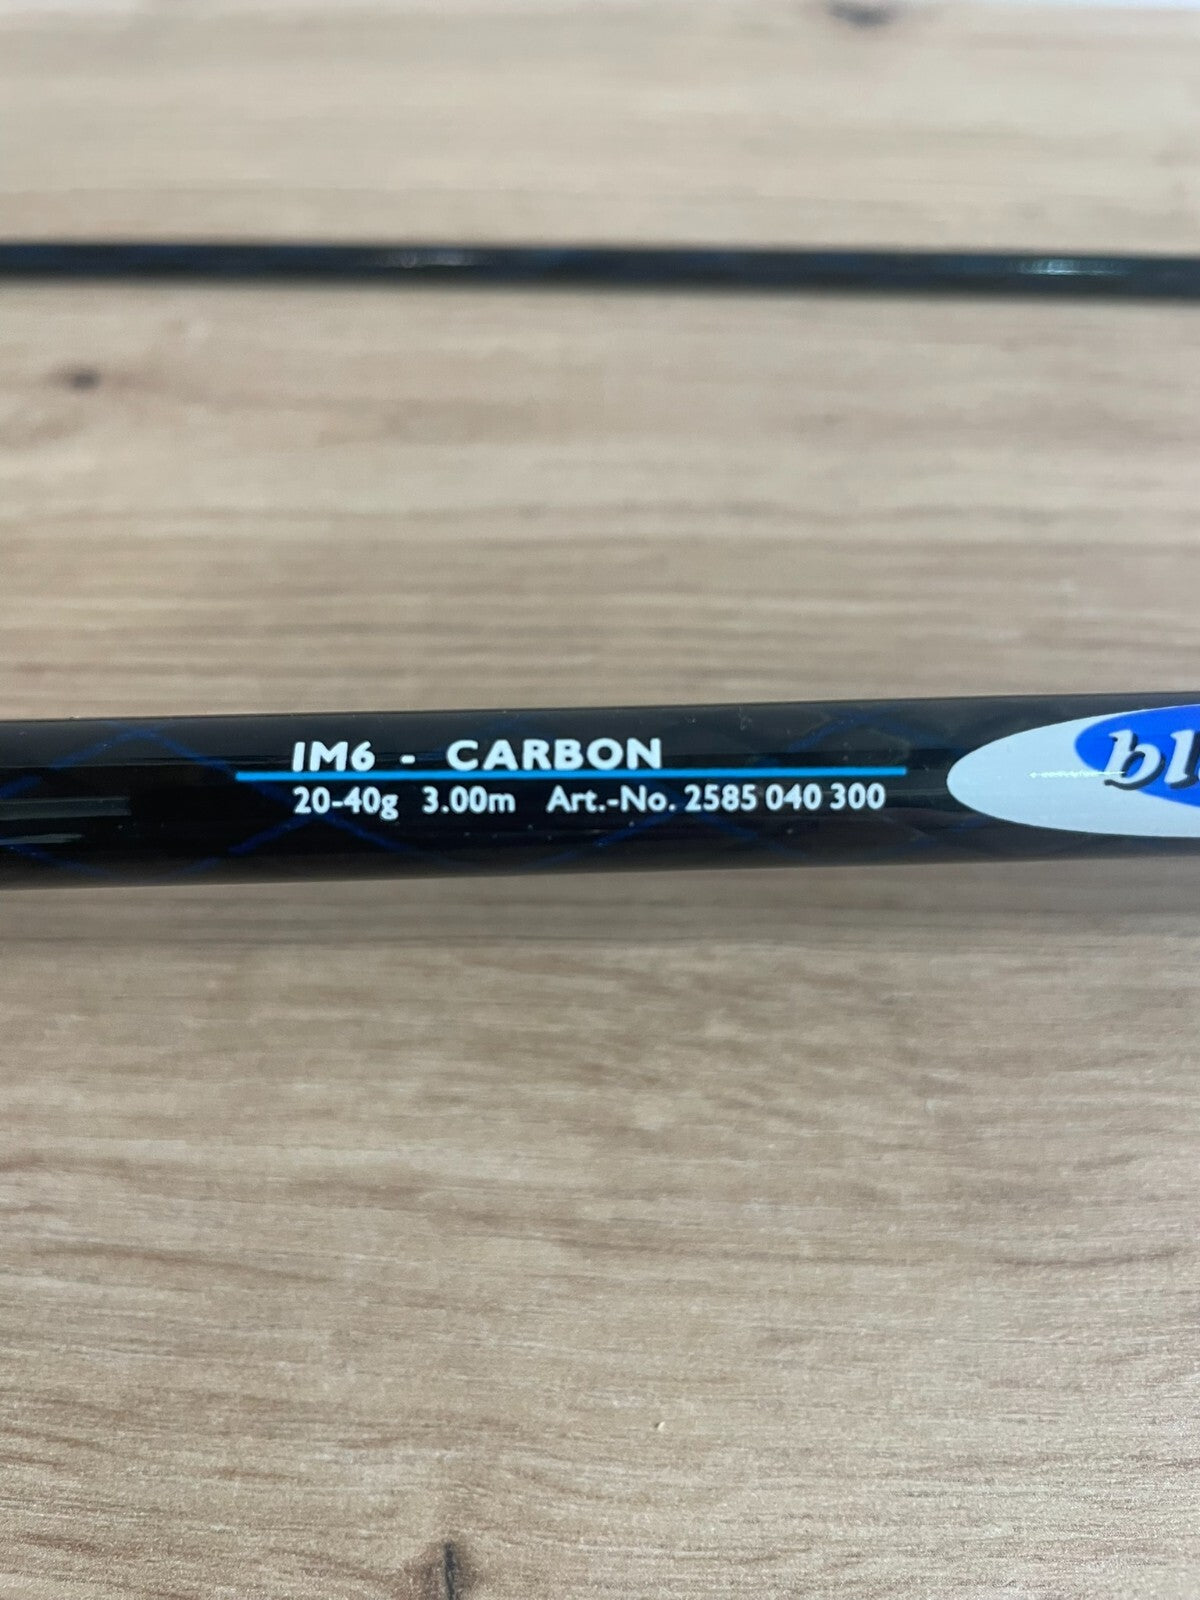 IM6 - CARBON
20-40g 3.00m Art.-No. 2585 040 300